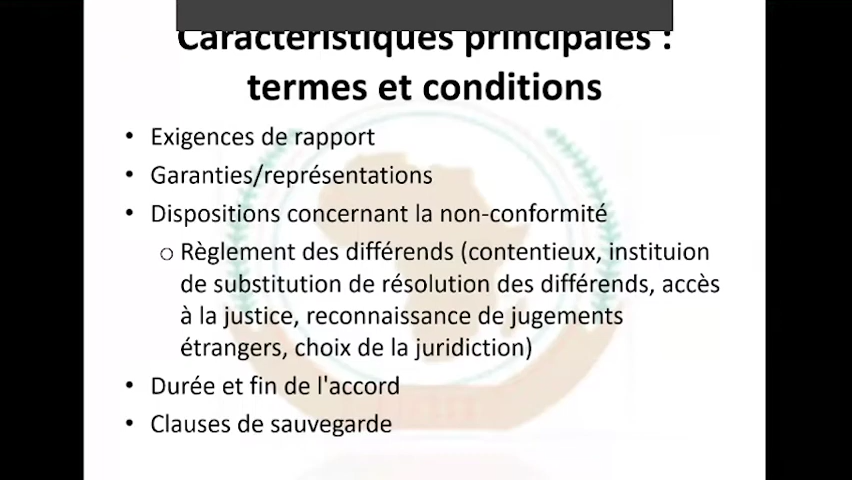 Caractéristiques principales :
termes et conditions
• Exigences de rapport
• Garanties/représentations
• Dispositions concernant la non-conformité
o Règlement des différends (contentieux, instituion
de substitution de résolution des différends, accès
à la justice, reconnaissance de jugements
étrangers, choix de la juridiction)
• Durée et fin de l'accord
• Clauses de sauvegarde